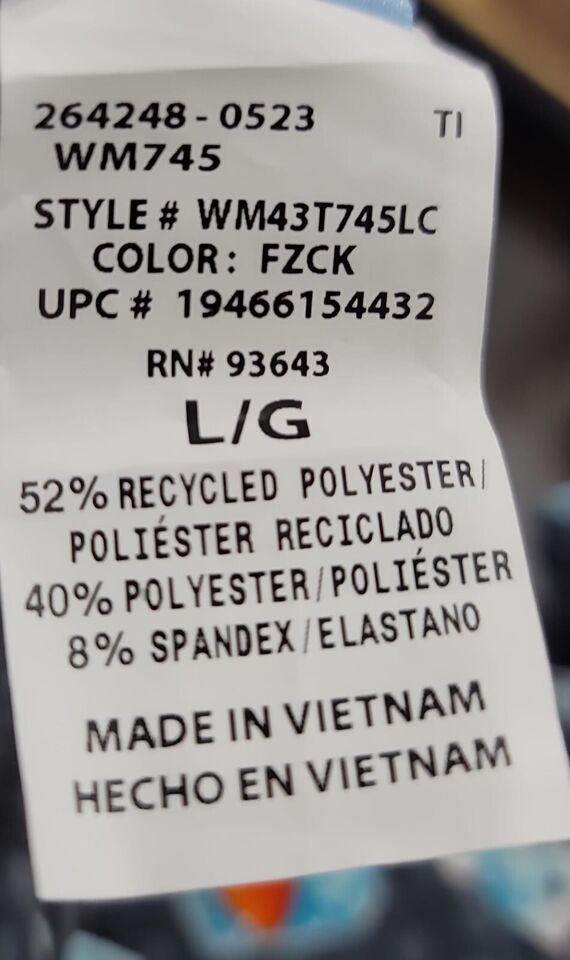 264248 - 0523
TI
WM745
STYLE # WM43T745LC
COLOR: FZCK
UPC # 19466154432
RN# 93643
L/G
52% RECYCLED POLYESTER/
POLIÉSTER RECICLADO
40% POLYESTER/POLIÉSTER
8% SPANDEX/ELASTANO
MADE IN VIETNAM
HECHO EN VIETNAM